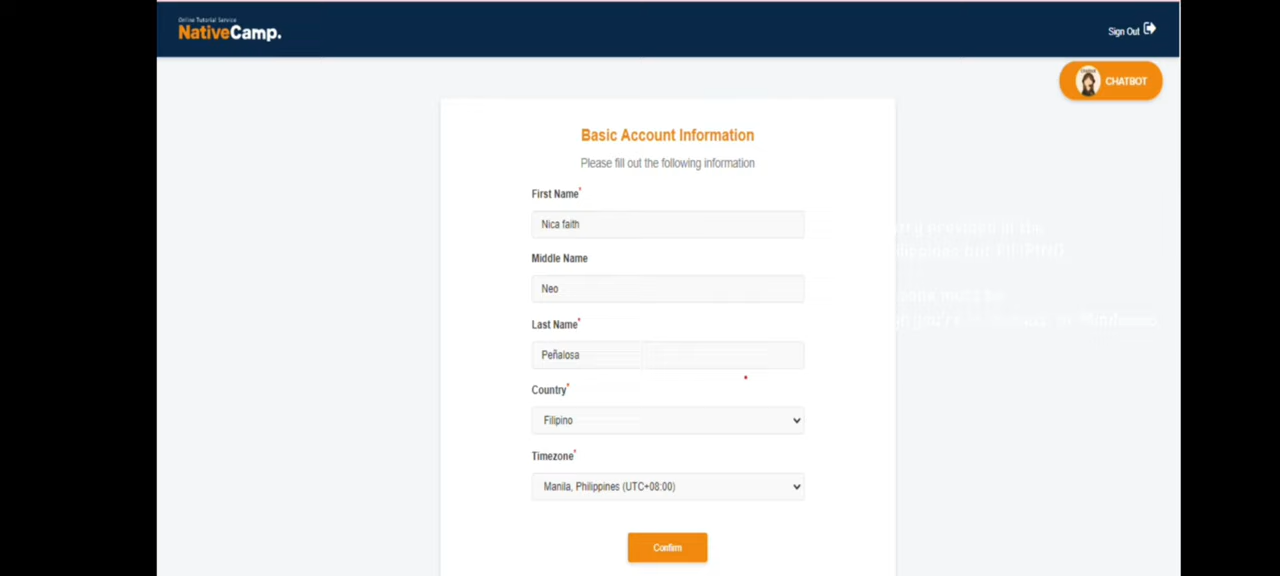 Online Tutorial Service
NativeCamp.
Sign Out
CHATBOT
Basic Account Information
Please fill out the following information
First Name*
Nica faith
Middle Name
Neo
Last Name*
Peñalosa
Country*
Filipino
Timezone*
Manila, Philippines (UTC+08:00)
Confirm